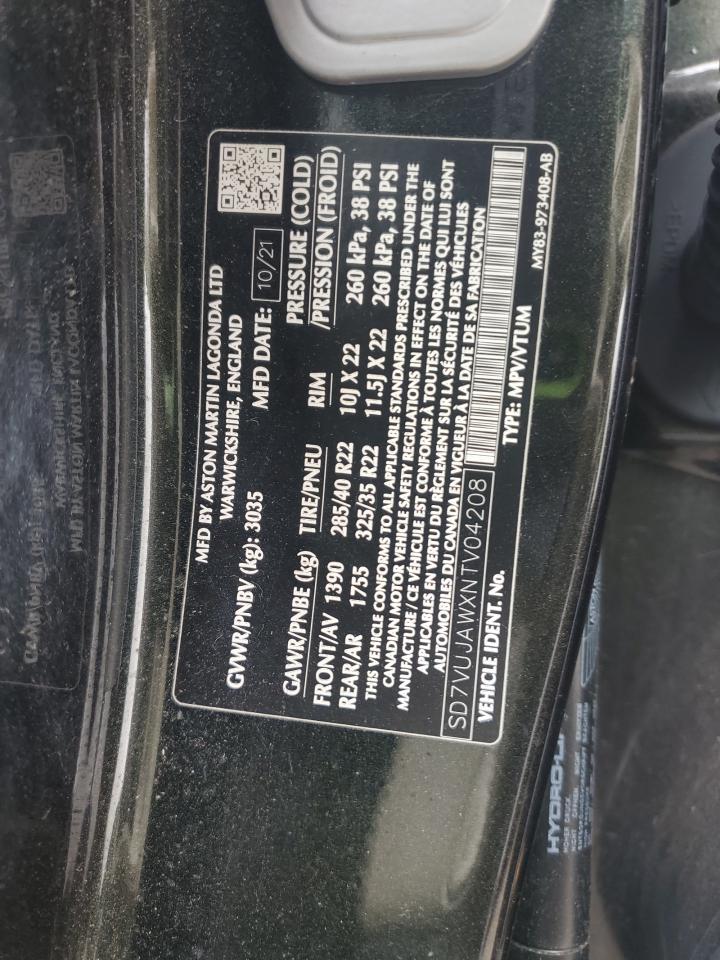 MFD BY ASTON MARTIN LAGONDA LTD
WARWICKSHIRE, ENGLAND
GVWR/PNBV (kg): 3035
MFD DATE: 10/21
GAWR/PNBE (kg) TIRE/PNEU RIM PRESSURE (COLD)
/PRESSION (FROID)
FRONT/AV 1390 285/40 R22 10J X 22 260 kPa, 38 PSI
REAR/AR 1755 325/35 R22 11.5J X 22 260 kPa, 38 PSI
THIS VEHICLE CONFORMS TO ALL APPLICABLE STANDARDS PRESCRIBED UNDER THE
CANADIAN MOTOR VEHICLE SAFETY REGULATIONS IN EFFECT ON THE DATE OF
MANUFACTURE / CE VÉHICULE EST CONFORME À TOUTES LES NORMES QUI LUI SONT
APPLICABLES EN VERTU DU RÈGLEMENT SUR LA SÉCURITÉ DES VÉHICULES
AUTOMOBILES DU CANADA EN VIGUEUR À LA DATE DE SA FABRICATION
SD7VUJAWXNTV04208
VEHICLE IDENT. No. TYPE: MPV/VTUM
MY83-973408-AB
HYDRO-LIF
NICHT ÖFFNEN